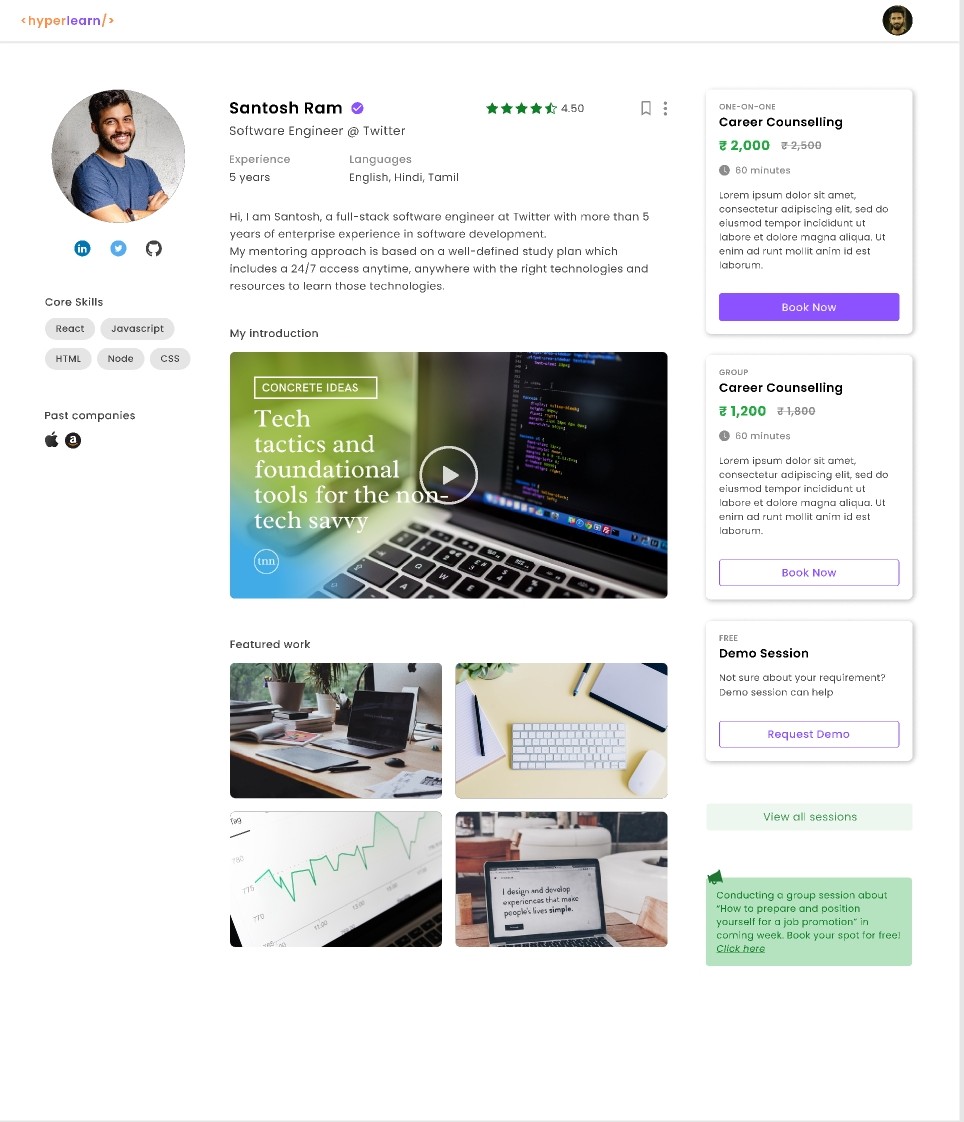 <hyperlearn/>
Santosh Ram
4.50
Software Engineer @ Twitter
Experience
Languages
5 years
English, Hindi, Tamil
Hi, I am Santosh, a full-stack software engineer at Twitter with more than 5
years of enterprise experience in software development.
My mentoring approach is based on a well-defined study plan which
includes a 24/7 access anytime, anywhere with the right technologies and
resources to learn those technologies.
Core Skills
React
Javascript
HTML
Node
CSS
Past companies
My introduction
CONCRETE IDEAS
Tech
tactics and
foundational
tools for the non-
tech savvy
tnn
Featured work
775
770
I design and develop
experiences that make
people's lives simple.
ONE-ON-ONE
Career Counselling
₹ 2,000 ₹ 2,500
60 minutes
Lorem ipsum dolor sit amet,
consectetur adipiscing elit, sed do
eiusmod tempor incididunt ut
labore et dolore magna aliqua. Ut
enim ad runt mollit anim id est
laborum.
Book Now
GROUP
Career Counselling
₹ 1,200 ₹ 1,800
60 minutes
Lorem ipsum dolor sit amet,
consectetur adipiscing elit, sed do
eiusmod tempor incididunt ut
labore et dolore magna aliqua. Ut
enim ad runt mollit anim id est
laborum.
Book Now
FREE
Demo Session
Not sure about your requirement?
Demo session can help
Request Demo
View all sessions
Conducting a group session about
“How to prepare and position
yourself for a job promotion” in
coming week. Book your spot for free!
Click here